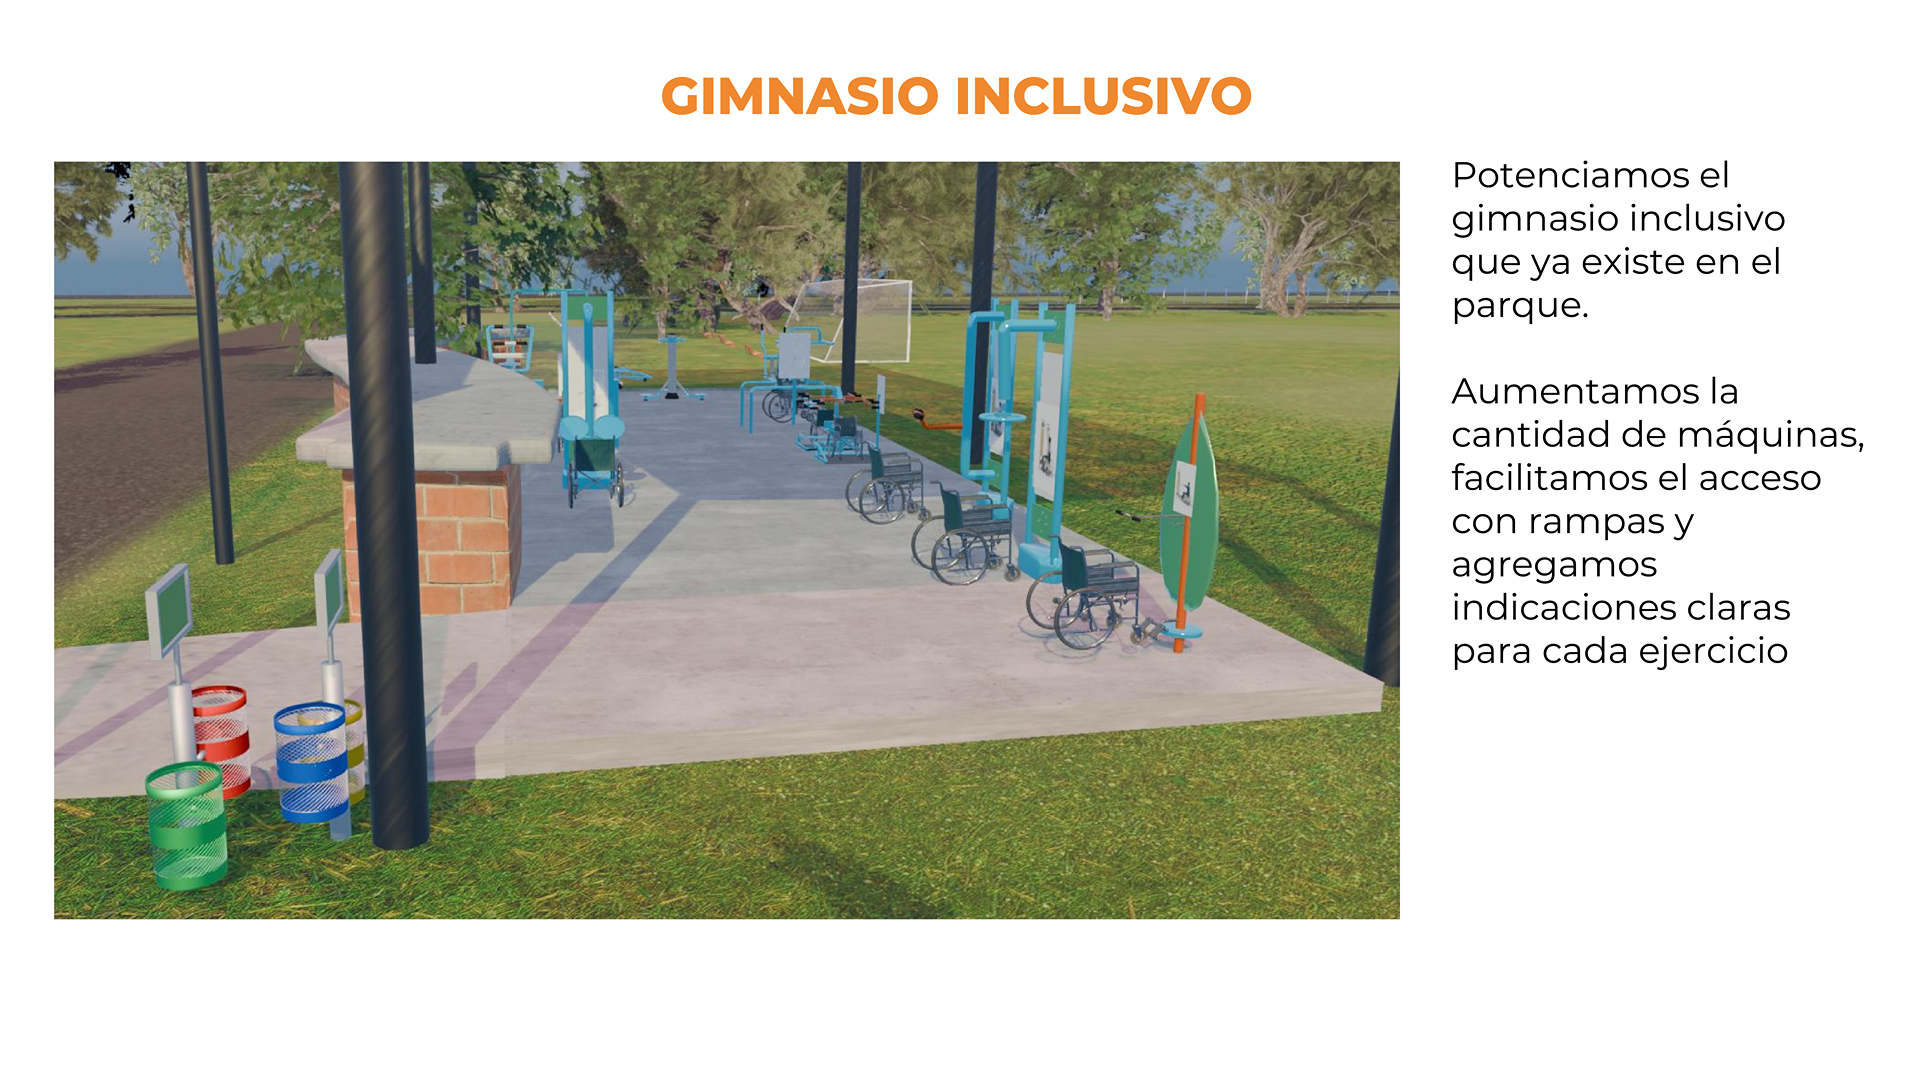 GIMNASIO INCLUSIVO
Potenciamos el
gimnasio inclusivo
que ya existe en el
parque.
Aumentamos la
cantidad de máquinas,
facilitamos el acceso
con rampas y
agregamos
indicaciones claras
para cada ejercicio